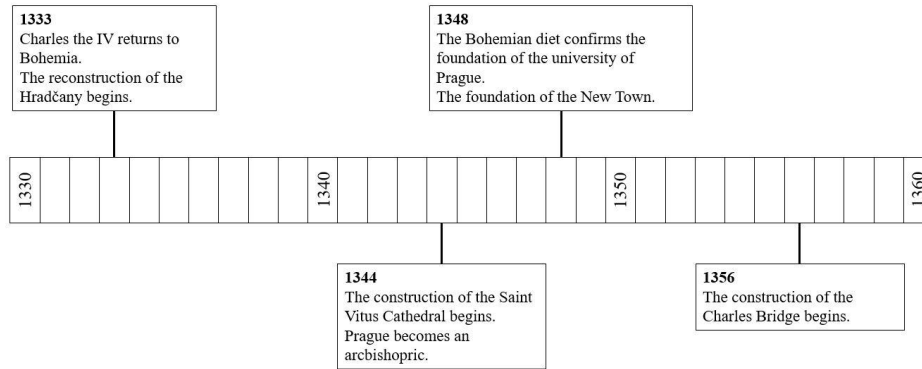 1333
Charles the IV returns to
Bohemia.
The reconstruction of the
Hradčany begins.
1348
The Bohemian diet confirms the
foundation of the university of
Prague.
The foundation of the New Town.
1330
1340
1350
1360
1344
The construction of the Saint
Vitus Cathedral begins.
Prague becomes an
arcbishopric.
1356
The construction of the
Charles Bridge begins.